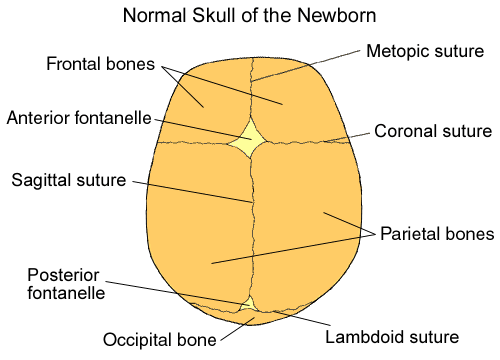 Normal Skull of the Newborn
Metopic suture
Frontal bones
Anterior fontanelle
Coronal suture
Sagittal suture
Parietal bones
Posterior
fontanelle
Occipital bone
Lambdoid suture